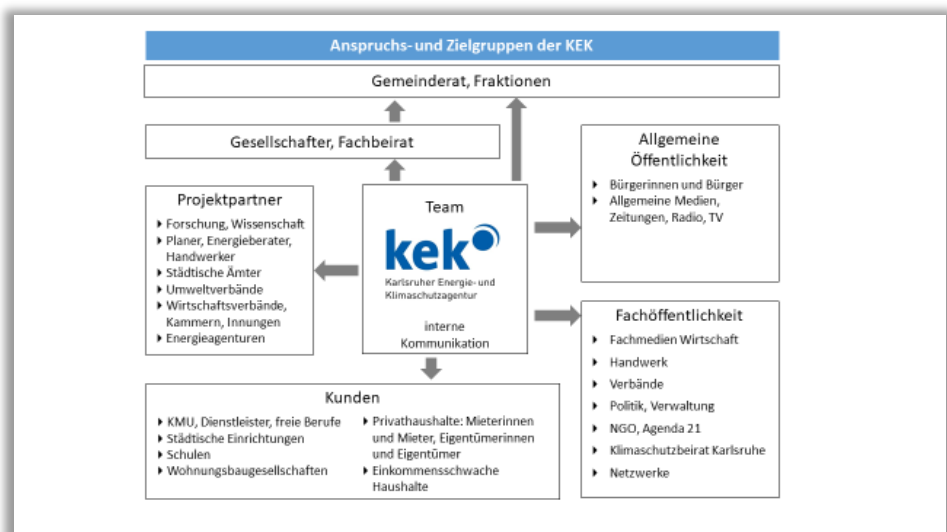 Anspruchs- und Zielgruppen der KEK
Gemeinderat, Fraktionen
Gesellschafter, Fachbeirat
Projektpartner
Forschung, Wissenschaft
Planer, Energieberater,
Handwerker
Städtische Ämter
Umweltverbände
Wirtschaftsverbände,
Kammern, Innungen
Energieagenturen
Team
kek
Karlsruher Energie- und
Klimaschutzagentur
interne
Kommunikation
Allgemeine
Öffentlichkeit
Bürgerinnen und Bürger
Allgemeine Medien,
Zeitungen, Radio, TV
Fachöffentlichkeit
Fachmedien Wirtschaft
Handwerk
Verbände
Politik, Verwaltung
NGO, Agenda 21
Klimaschutzbeirat Karlsruhe
Netzwerke
Kunden
KMU, Dienstleister, freie Berufe
Städtische Einrichtungen
Schulen
Wohnungsbaugesellschaften
Privathaushalte: Mieterinnen
und Mieter, Eigentümerinnen
und Eigentümer
Einkommensschwache
Haushalte